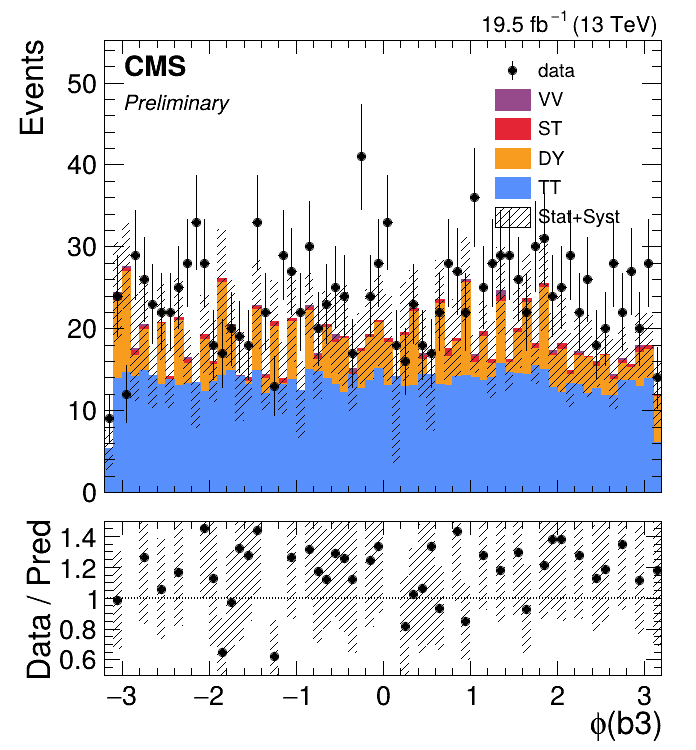 19.5 fb⁻¹ (13 TeV)
Events
CMS
Preliminary
data
VV
ST
DY
TT
Stat+Syst
50
40
30
20
10
0
Data / Pred
1.4
1.2
1
0.8
0.6
−3 −2 −1 0 1 2 3
ϕ(b3)